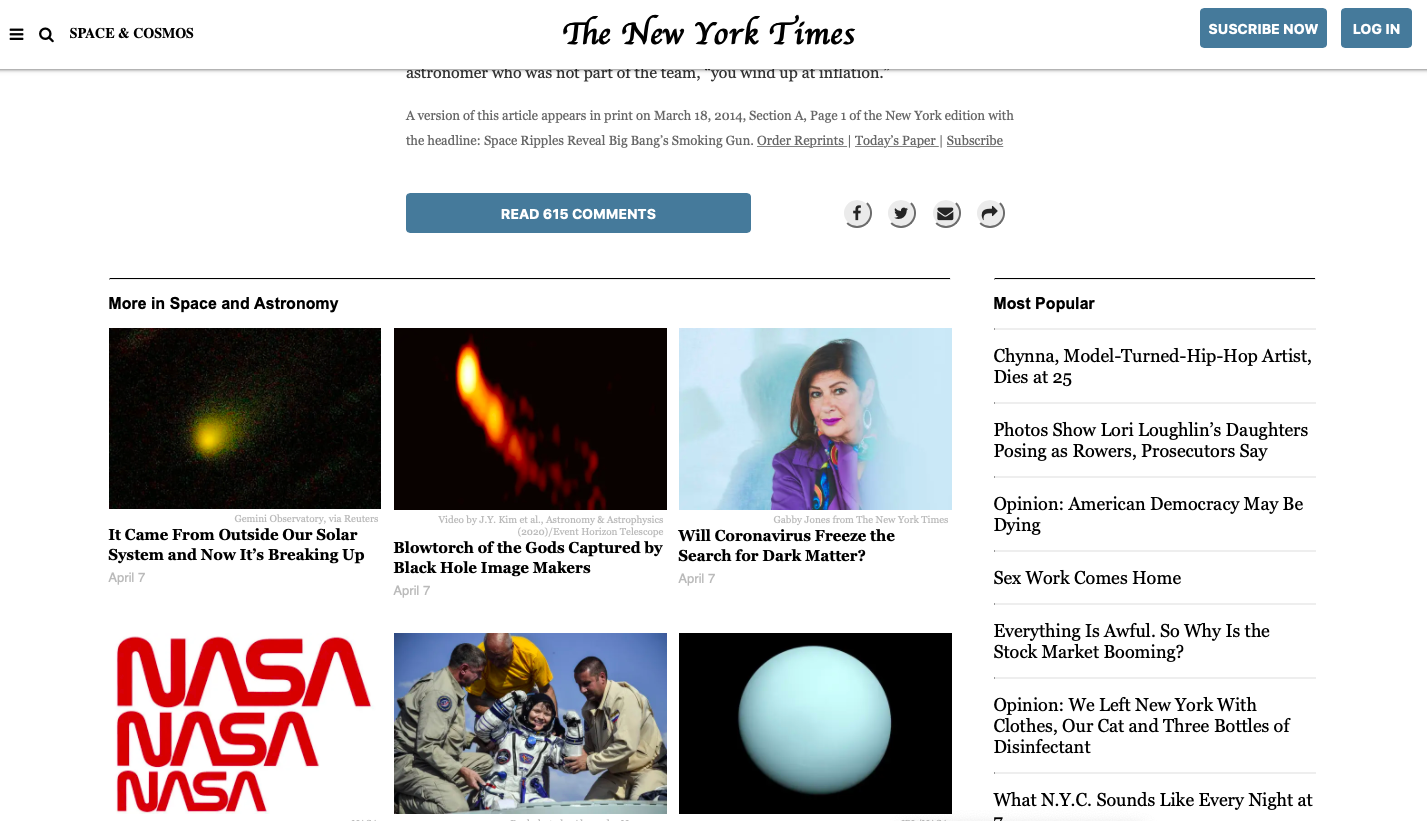 SPACE & COSMOS
The New York Times
SUSCRIBE NOW
LOG IN
astronomer who was not part of the team, “you wind up at inflation.”
A version of this article appears in print on March 18, 2014, Section A, Page 1 of the New York edition with
the headline: Space Ripples Reveal Big Bang’s Smoking Gun. Order Reprints | Today’s Paper | Subscribe
READ 615 COMMENTS
More in Space and Astronomy
Gemini Observatory, via Reuters
It Came From Outside Our Solar
System and Now It’s Breaking Up
April 7
Video by J.Y. Kim et al., Astronomy & Astrophysics
(2020)/Event Horizon Telescope
Blowtorch of the Gods Captured by
Black Hole Image Makers
April 7
Gabby Jones from The New York Times
Will Coronavirus Freeze the
Search for Dark Matter?
April 7
NASA
NASA
NASA
Most Popular
Chynna, Model-Turned-Hip-Hop Artist,
Dies at 25
Photos Show Lori Loughlin’s Daughters
Posing as Rowers, Prosecutors Say
Opinion: American Democracy May Be
Dying
Sex Work Comes Home
Everything Is Awful. So Why Is the
Stock Market Booming?
Opinion: We Left New York With
Clothes, Our Cat and Three Bottles of
Disinfectant
What N.Y.C. Sounds Like Every Night at